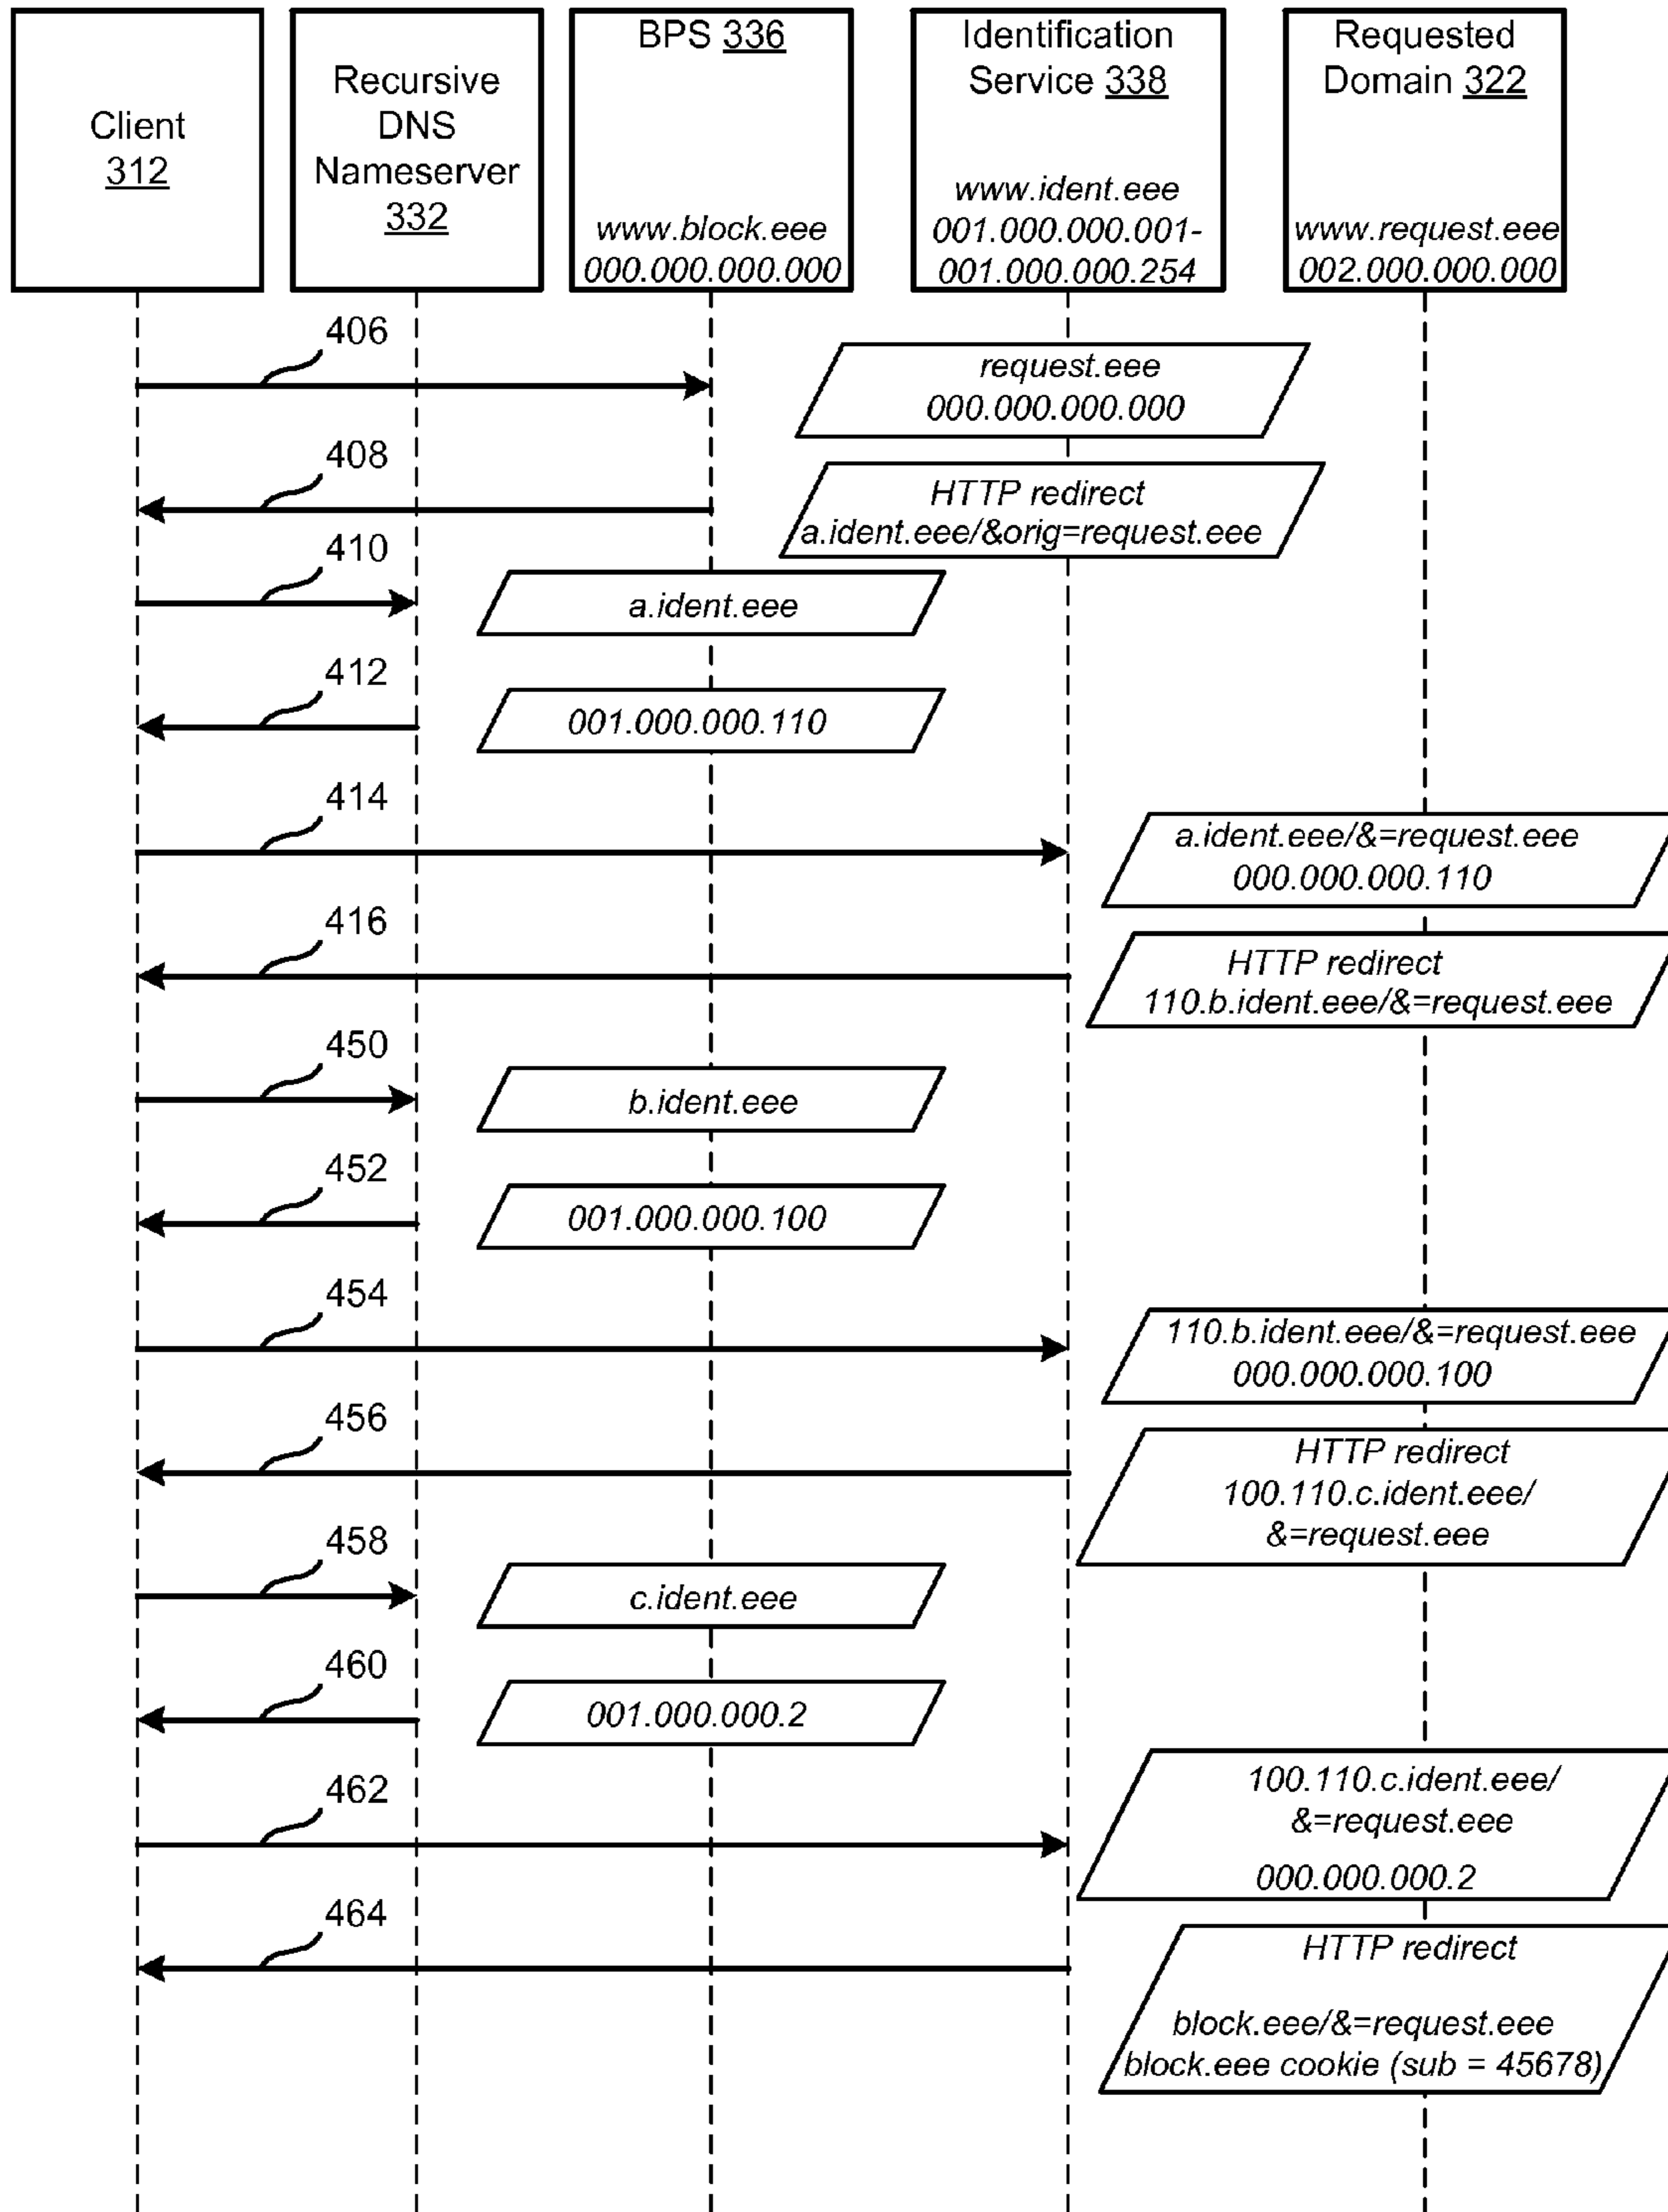 Client
312
Recursive
DNS
Nameserver
332
BPS 336
www.block.eee
000.000.000.000
Identification
Service 338
www.ident.eee
001.000.000.001-
001.000.000.254
Requested
Domain 322
www.request.eee
002.000.000.000
406
request.eee
000.000.000.000
408
HTTP redirect
a.ident.eee/&orig=request.eee
410
a.ident.eee
412
001.000.000.110
414
a.ident.eee/&=request.eee
000.000.000.110
416
HTTP redirect
110.b.ident.eee/&=request.eee
450
b.ident.eee
452
001.000.000.100
454
110.b.ident.eee/&=request.eee
000.000.000.100
456
HTTP redirect
100.110.c.ident.eee/
&=request.eee
458
c.ident.eee
460
001.000.000.2
462
100.110.c.ident.eee/
&=request.eee
000.000.000.2
464
HTTP redirect
block.eee/&=request.eee
block.eee cookie (sub = 45678)